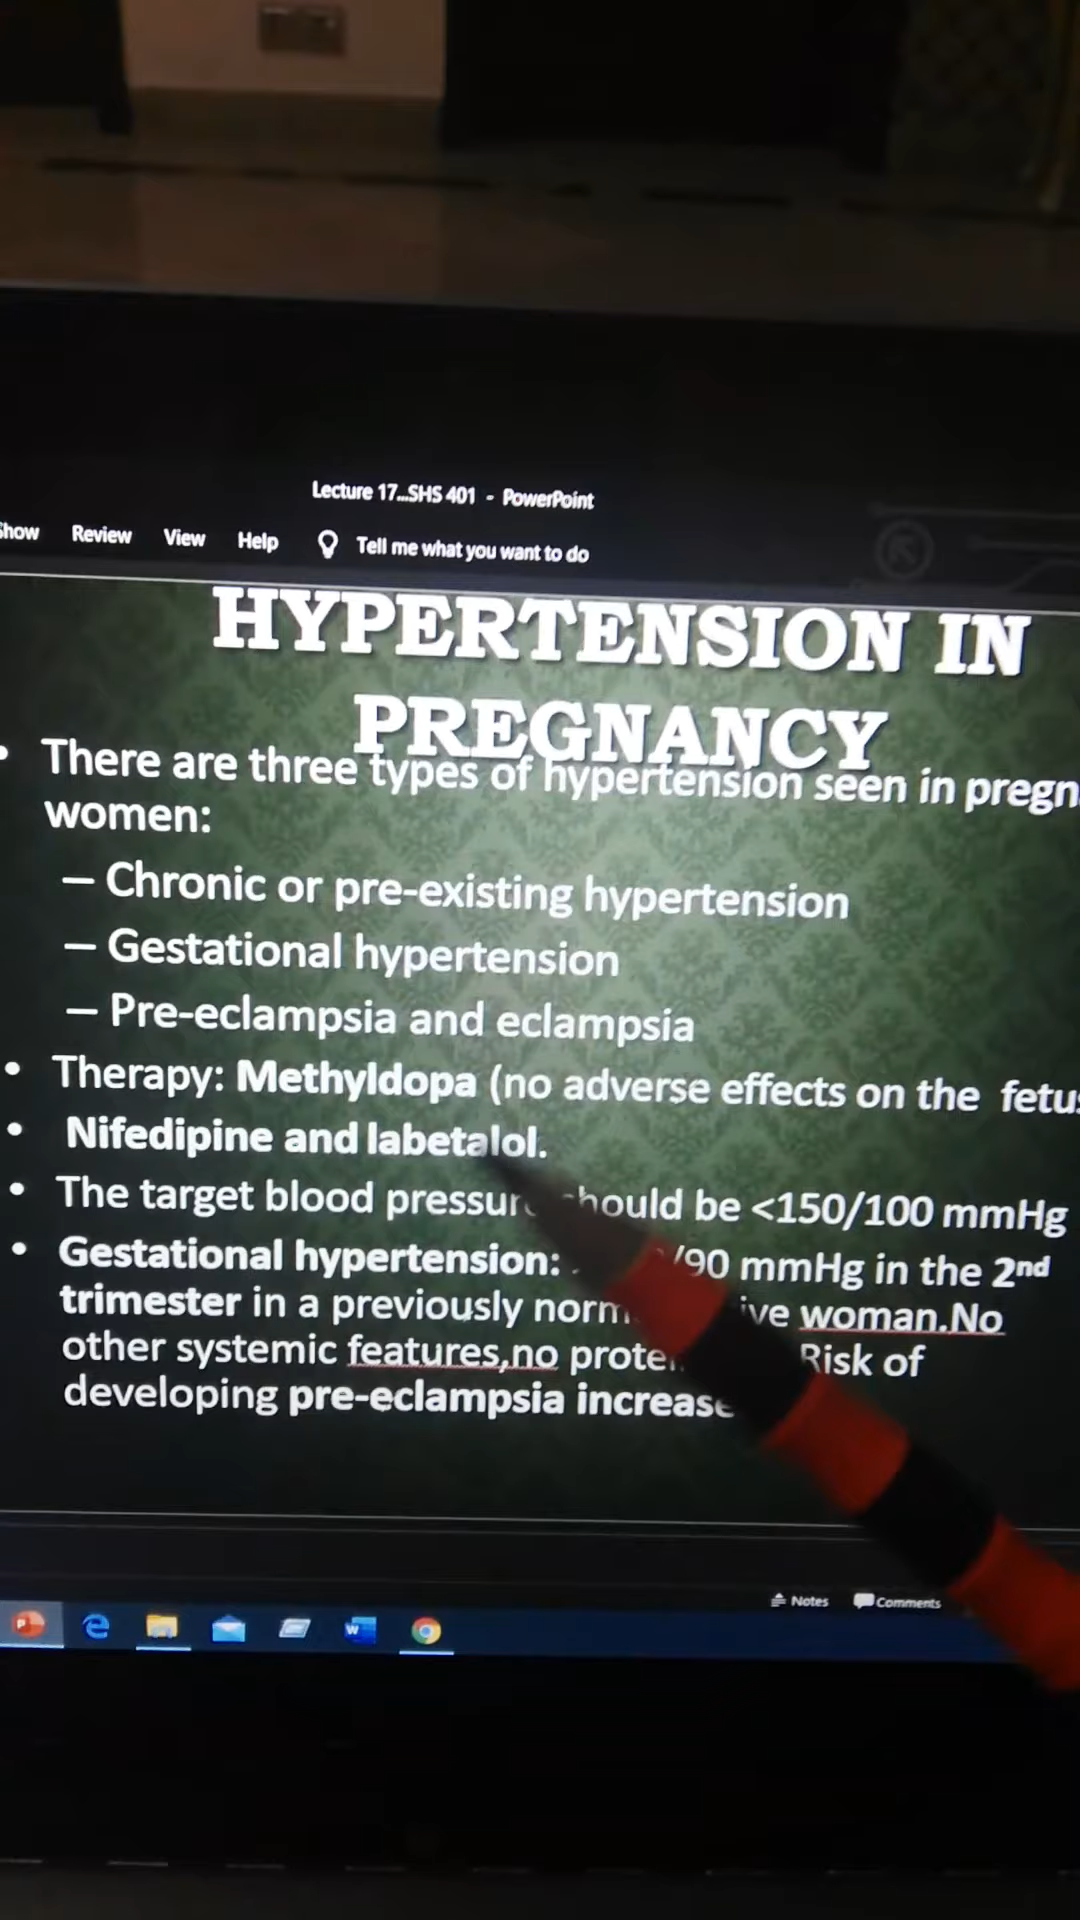 Lecture 17...SHS 401 - PowerPoint
Show Review View Help Tell me what you want to do
HYPERTENSION IN
PREGNANCY
• There are three types of hypertension seen in pregn
women:
– Chronic or pre-existing hypertension
– Gestational hypertension
– Pre-eclampsia and eclampsia
• Therapy: Methyldopa (no adverse effects on the fetus
• Nifedipine and labetalol.
• The target blood pressure should be <150/100 mmHg
• Gestational hypertension: /90 mmHg in the 2nd
trimester in a previously woman.No
other systemic features,no Risk of
developing pre-eclampsia increase
Notes Comments